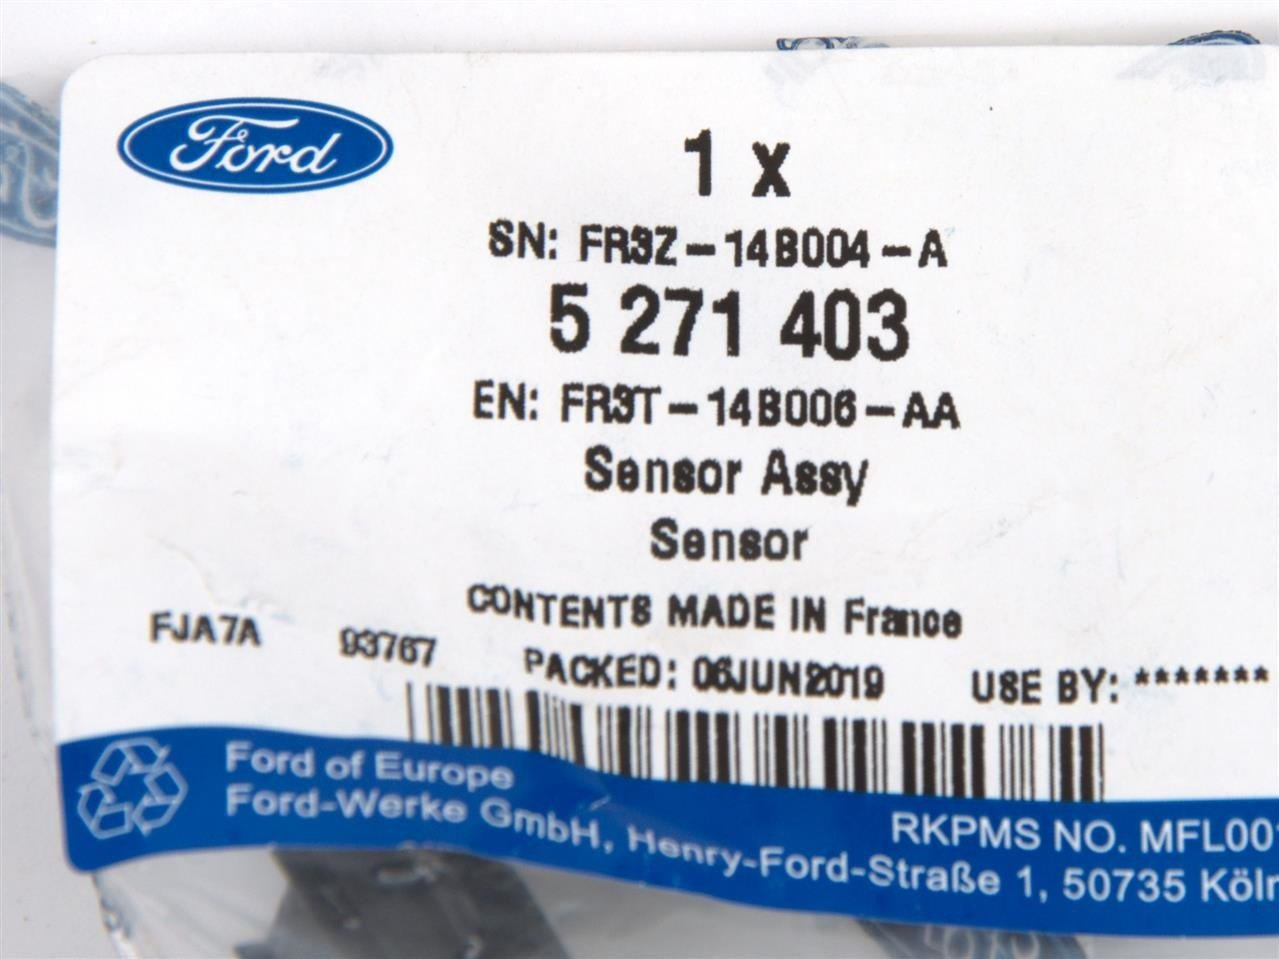 Ford
1 x
SN: FR3Z-14B004-A
5 271 403
EN: FR3T-14B006-AA
Sensor Assy
Sensor
CONTENTS MADE IN France
FJA7A 93767 PACKED: 06JUN2019 USE BY: *******
Ford of Europe
Ford-Werke GmbH, Henry-Ford-Straße 1, 50735 Köln
RKPMS NO. MFL00